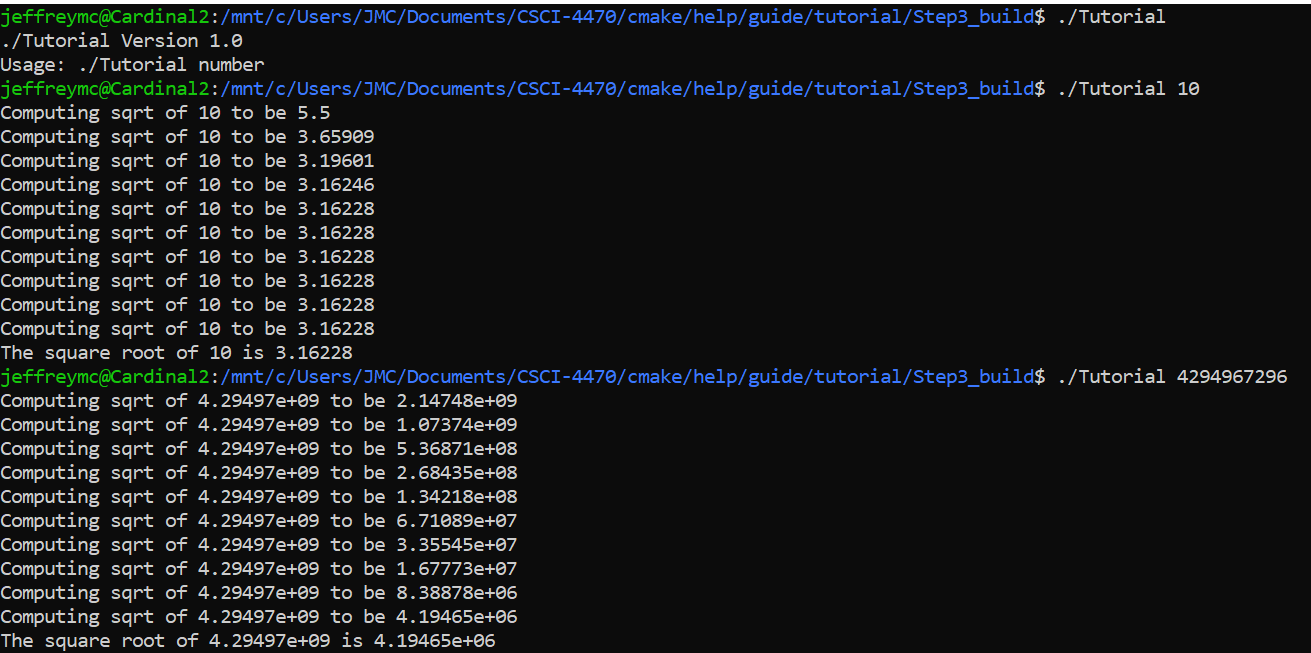 jeffreymc@Cardinal2:/mnt/c/Users/JMC/Documents/CSCI-4470/cmake/help/guide/tutorial/Step3_build$ ./Tutorial
./Tutorial Version 1.0
Usage: ./Tutorial number
jeffreymc@Cardinal2:/mnt/c/Users/JMC/Documents/CSCI-4470/cmake/help/guide/tutorial/Step3_build$ ./Tutorial 10
Computing sqrt of 10 to be 5.5
Computing sqrt of 10 to be 3.65909
Computing sqrt of 10 to be 3.19601
Computing sqrt of 10 to be 3.16246
Computing sqrt of 10 to be 3.16228
Computing sqrt of 10 to be 3.16228
Computing sqrt of 10 to be 3.16228
Computing sqrt of 10 to be 3.16228
Computing sqrt of 10 to be 3.16228
Computing sqrt of 10 to be 3.16228
The square root of 10 is 3.16228
jeffreymc@Cardinal2:/mnt/c/Users/JMC/Documents/CSCI-4470/cmake/help/guide/tutorial/Step3_build$ ./Tutorial 4294967296
Computing sqrt of 4.29497e+09 to be 2.14748e+09
Computing sqrt of 4.29497e+09 to be 1.07374e+09
Computing sqrt of 4.29497e+09 to be 5.36871e+08
Computing sqrt of 4.29497e+09 to be 2.68435e+08
Computing sqrt of 4.29497e+09 to be 1.34218e+08
Computing sqrt of 4.29497e+09 to be 6.71089e+07
Computing sqrt of 4.29497e+09 to be 3.35545e+07
Computing sqrt of 4.29497e+09 to be 1.67773e+07
Computing sqrt of 4.29497e+09 to be 8.38878e+06
Computing sqrt of 4.29497e+09 to be 4.19465e+06
The square root of 4.29497e+09 is 4.19465e+06